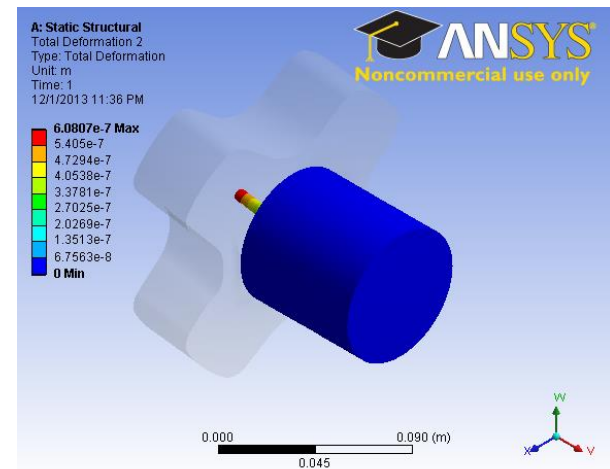 A: Static Structural
Total Deformation 2
Type: Total Deformation
Unit: m
Time: 1
12/1/2013 11:36 PM
ANSYS
Noncommercial use only
6.0807e-7 Max
5.405e-7
4.7294e-7
4.0538e-7
3.3781e-7
2.7025e-7
2.0269e-7
1.3513e-7
6.7563e-8
0 Min
0.000
0.090 (m)
0.045
W
X
V